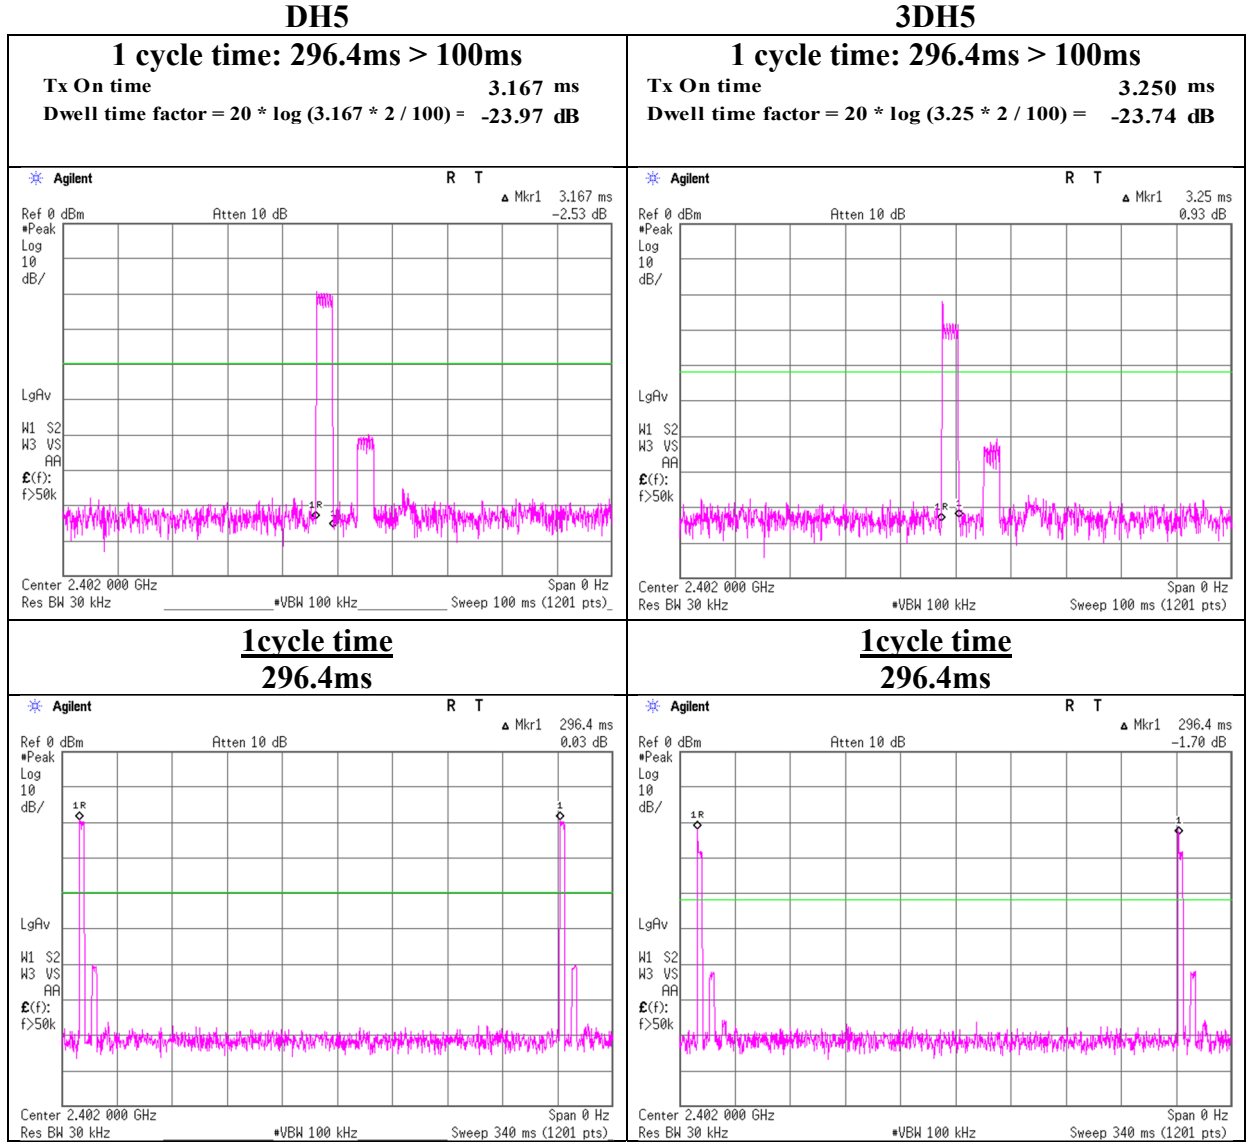 DH5
3DH5
1 cycle time: 296.4ms > 100ms
Tx On time 3.167 ms
Dwell time factor = 20 * log (3.167 * 2 / 100) = -23.97 dB
1 cycle time: 296.4ms > 100ms
Tx On time 3.250 ms
Dwell time factor = 20 * log (3.25 * 2 / 100) = -23.74 dB
Agilent R T
Δ Mkr1 3.167 ms
Ref 0 dBm Atten 10 dB -2.53 dB
#Peak
Log
10
dB/
LgAv
W1 S2
W3 VS
AA
£(f):
f>50k
1R
1
Center 2.402 000 GHz Span 0 Hz
Res BW 30 kHz #VBW 100 kHz Sweep 100 ms (1201 pts)
Agilent R T
Δ Mkr1 3.25 ms
Ref 0 dBm Atten 10 dB 0.93 dB
#Peak
Log
10
dB/
LgAv
W1 S2
W3 VS
AA
£(f):
f>50k
1R
1
Center 2.402 000 GHz Span 0 Hz
Res BW 30 kHz #VBW 100 kHz Sweep 100 ms (1201 pts)
1cycle time
296.4ms
1cycle time
296.4ms
Agilent R T
Δ Mkr1 296.4 ms
Ref 0 dBm Atten 10 dB 0.03 dB
#Peak
Log
10
dB/
1R
1
LgAv
W1 S2
W3 VS
AA
£(f):
f>50k
Center 2.402 000 GHz Span 0 Hz
Res BW 30 kHz #VBW 100 kHz Sweep 340 ms (1201 pts)
Agilent R T
Δ Mkr1 296.4 ms
Ref 0 dBm Atten 10 dB -1.70 dB
#Peak
Log
10
dB/
1R
1
LgAv
W1 S2
W3 VS
AA
£(f):
f>50k
Center 2.402 000 GHz Span 0 Hz
Res BW 30 kHz #VBW 100 kHz Sweep 340 ms (1201 pts)